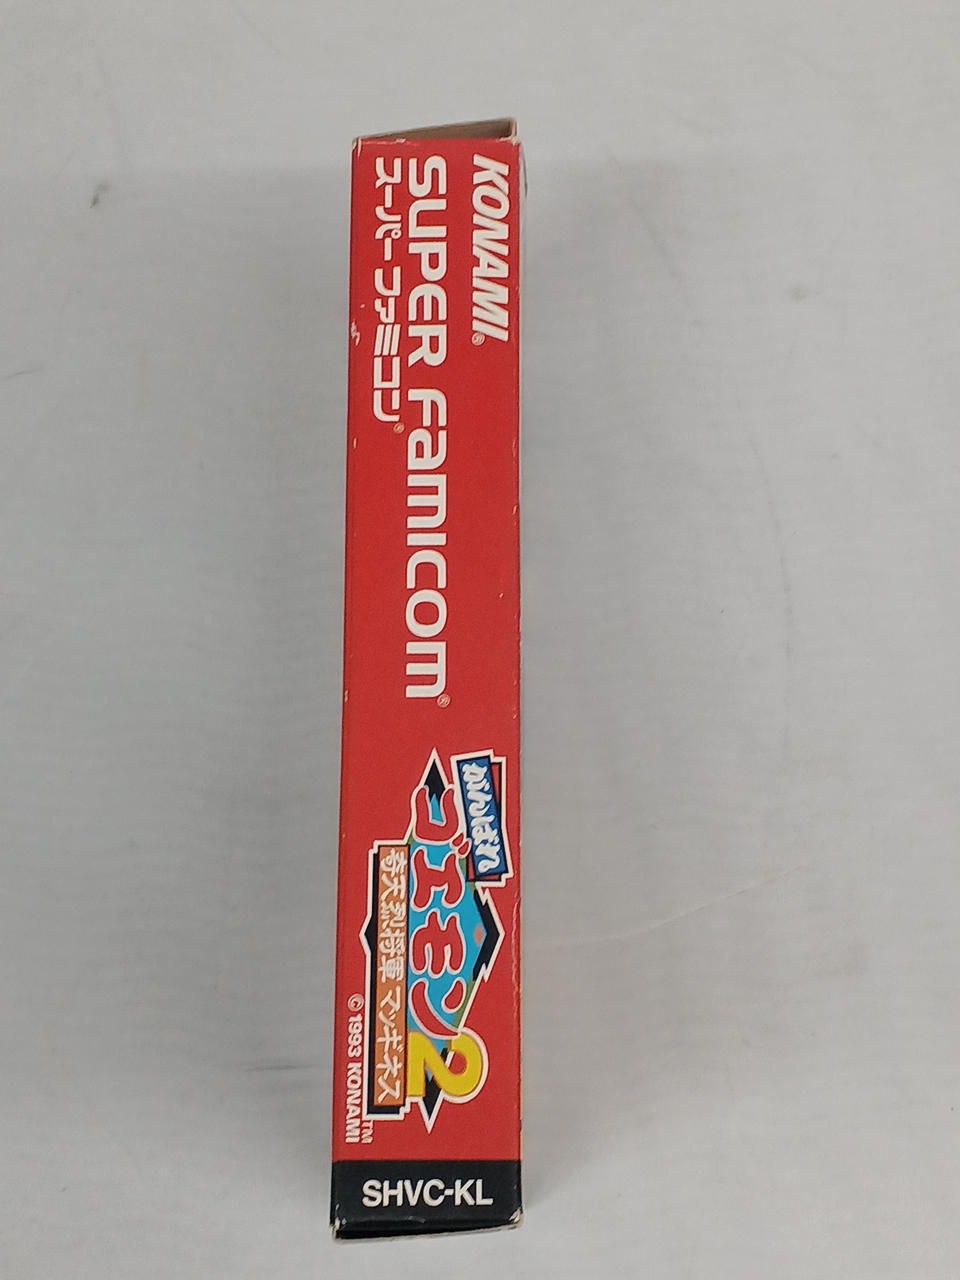 KONAMI®
SUPER FAMICOM®
スーパーファミコン®
がんばれ
ゴエモン2
奇天烈将軍マッギネス
TM
© 1993 KONAMI
SHVC-KL